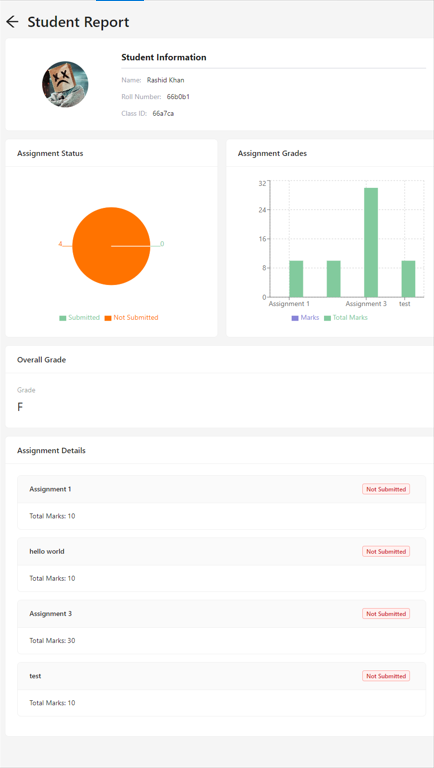 Student Report
Student Information
Name: Rashid Khan
Roll Number: 66b0b1
Class ID: 66a7ca
Assignment Status
4
0
Submitted Not Submitted
Assignment Grades
32
24
16
8
0
Assignment 1 Assignment 3 test
Marks Total Marks
Overall Grade
Grade
F
Assignment Details
Assignment 1 Not Submitted
Total Marks: 10
hello world Not Submitted
Total Marks: 10
Assignment 3 Not Submitted
Total Marks: 30
test Not Submitted
Total Marks: 10